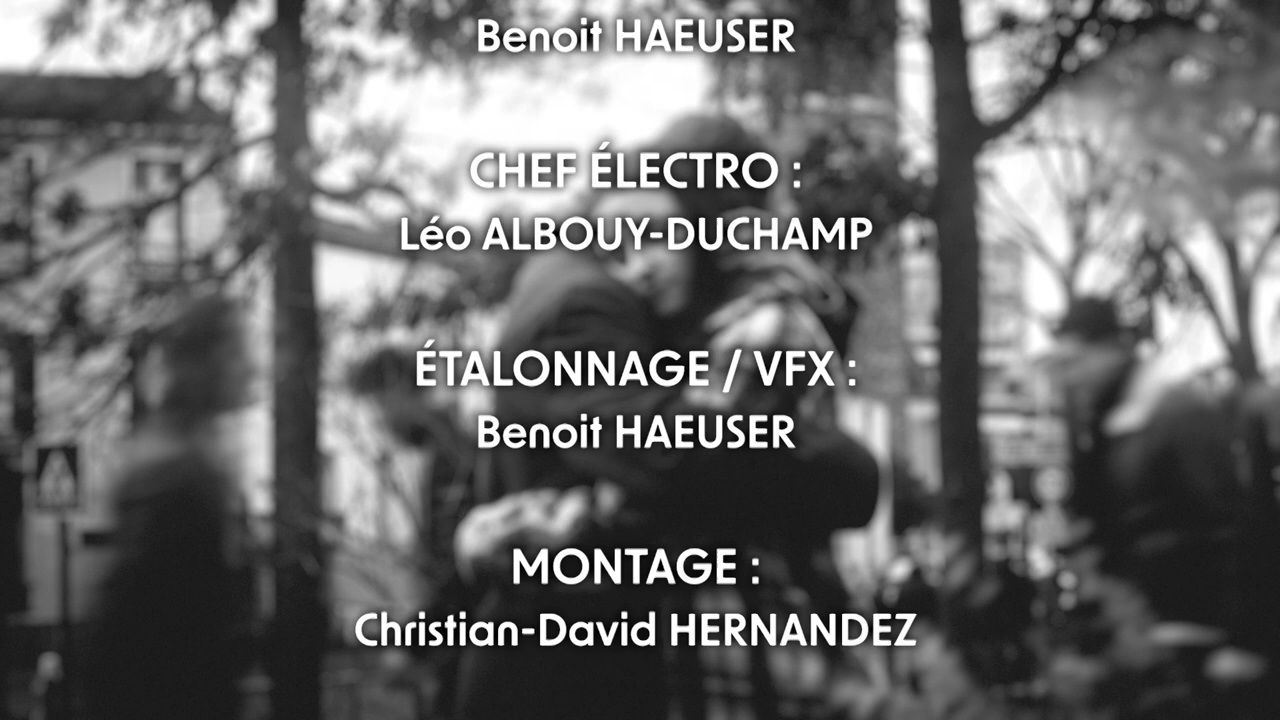 Benoit HAEUSER
CHEF ÉLECTRO :
Léo ALBOUY-DUCHAMP
ÉTALONNAGE / VFX :
Benoit HAEUSER
MONTAGE :
Christian-David HERNANDEZ